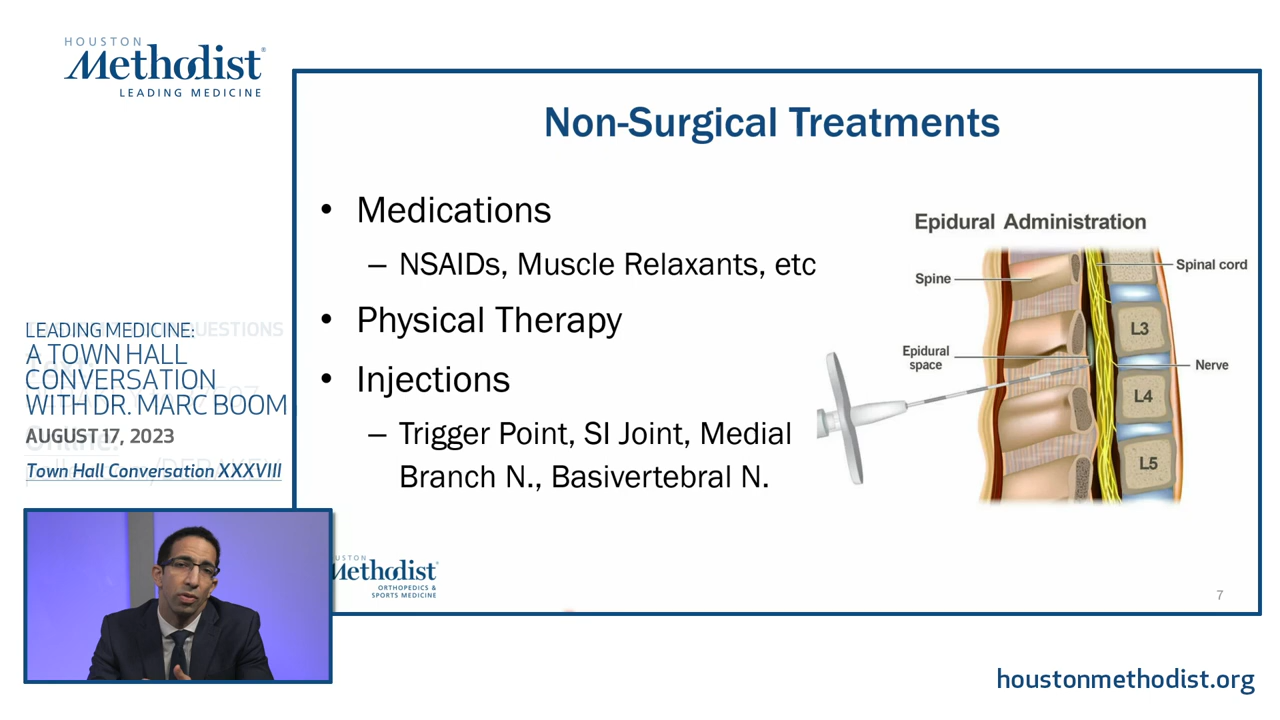 HOUSTON
Methodist®
LEADING MEDICINE
Non-Surgical Treatments
• Medications
– NSAIDs, Muscle Relaxants, etc
• Physical Therapy
• Injections
– Trigger Point, SI Joint, Medial
Branch N., Basivertebral N.
Epidural Administration
Spine
Spinal cord
L3
Epidural
space
Nerve
L4
L5
LEADING MEDICINE:
A TOWN HALL
CONVERSATION
WITH DR. MARC BOOM
AUGUST 17, 2023
Town Hall Conversation XXXVIII
Methodist
ORTHOPEDICS &
SPORTS MEDICINE
7
houstonmethodist.org